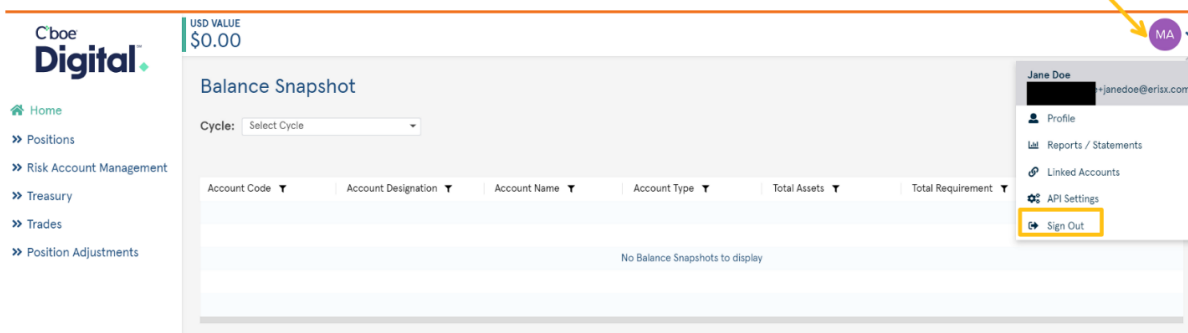 Cboe
Digital
USD VALUE
$0.00
MA
Balance Snapshot
Jane Doe
+janedoe@erisx.com
Home
Positions
Risk Account Management
Treasury
Trades
Position Adjustments
Cycle: Select Cycle
Profile
Reports / Statements
Linked Accounts
API Settings
Sign Out
Account Code Account Designation Account Name Account Type Total Assets Total Requirement
No Balance Snapshots to display